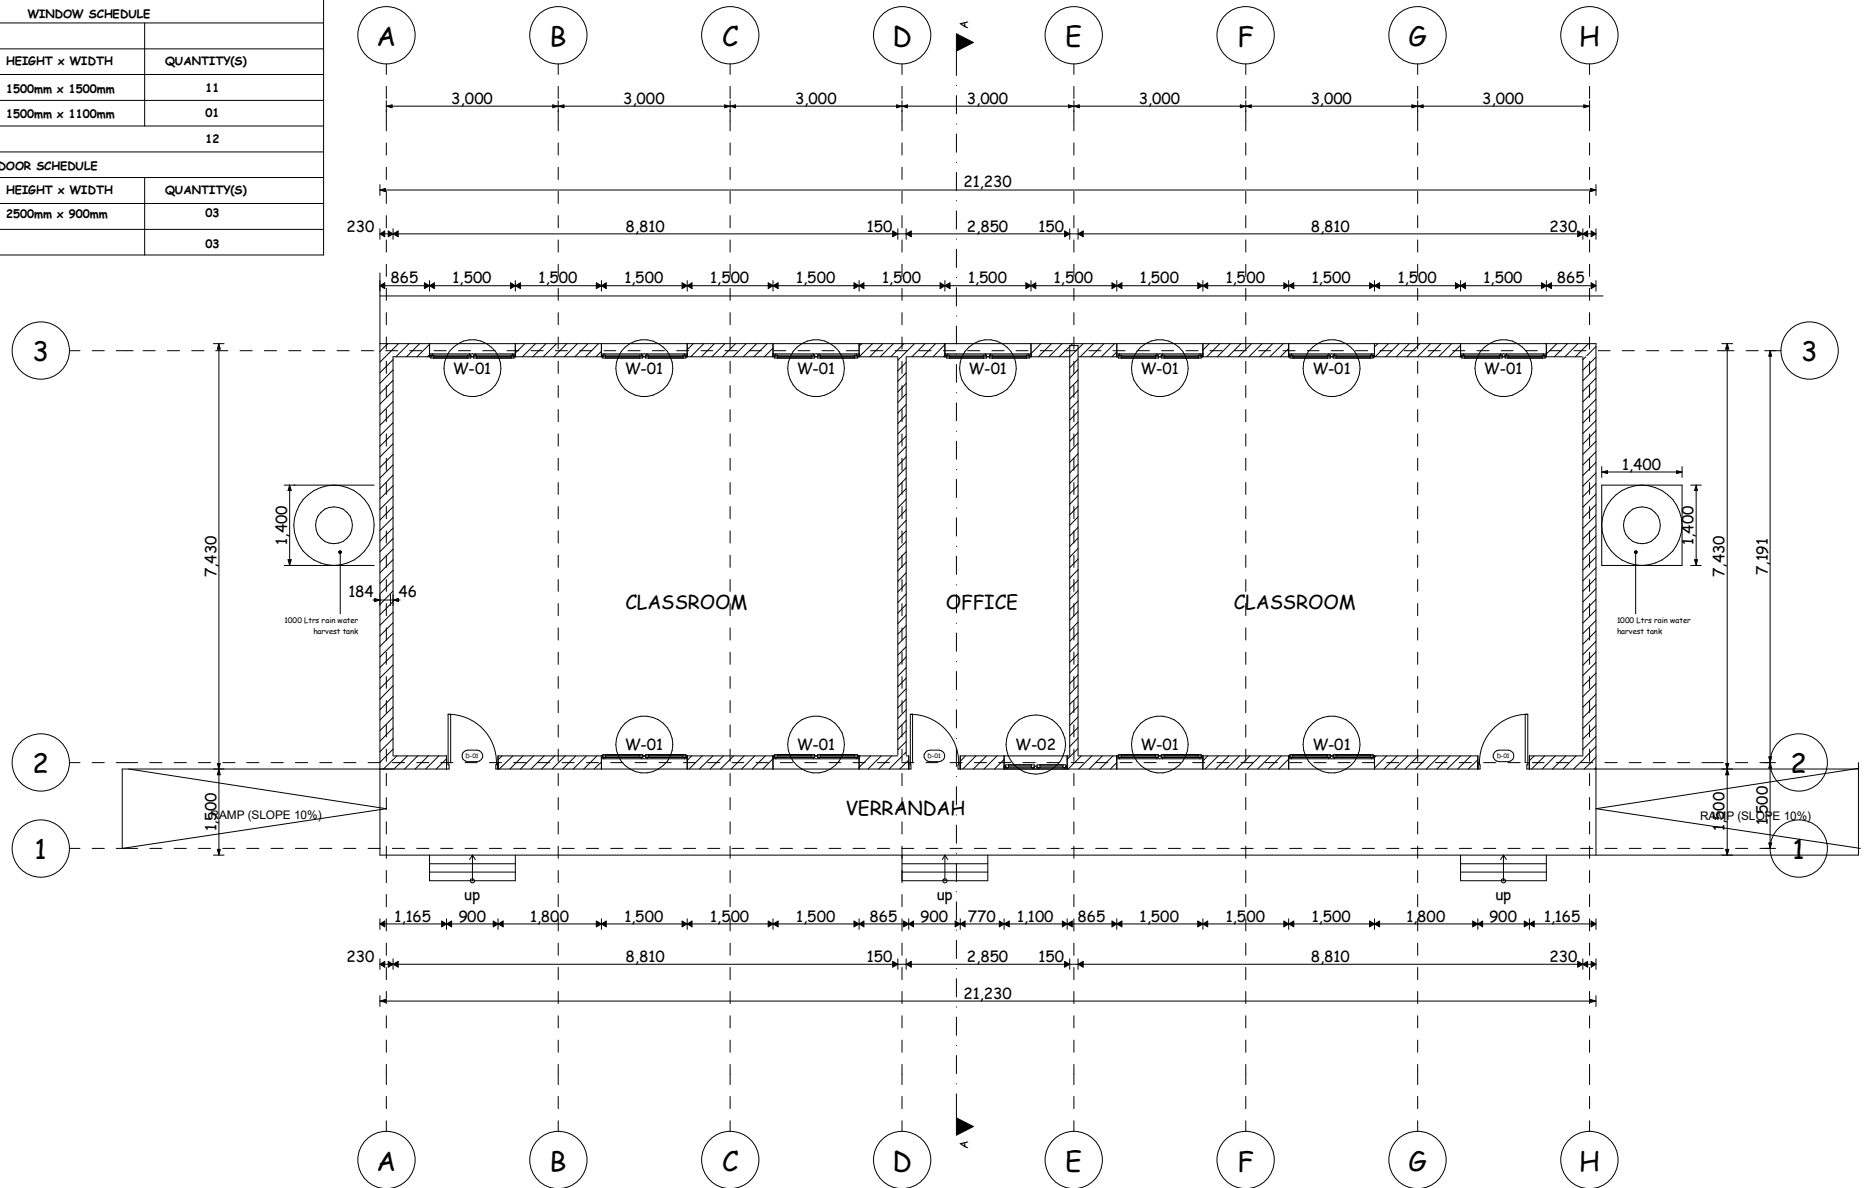 WINDOW SCHEDULE
HEIGHT x WIDTH QUANTITY(S)
1500mm x 1500mm 11
1500mm x 1100mm 01
12
DOOR SCHEDULE
HEIGHT x WIDTH QUANTITY(S)
2500mm x 900mm 03
03
A B C D A E F G H
3,000 3,000 3,000 3,000 3,000 3,000 3,000
21,230
230 8,810 150 2,850 150 8,810 230
865 1,500 1,500 1,500 1,500 1,500 1,500 1,500 1,500 1,500 1,500 1,500 1,500 1,500 865
3 3
W-01 W-01 W-01 W-01 W-01 W-01 W-01
1,400
1,400 1,400
7,430 7,430 7,191
184 46
CLASSROOM OFFICE CLASSROOM
1000 Ltrs rain water
harvest tank
1000 Ltrs rain water
harvest tank
W-01 W-01 W-02 W-01 W-01
D-01 D-01 D-01
2 2
1,500 1,500 1,500
RAMP (SLOPE 10%) VERRANDAH RAMP (SLOPE 10%)
1 1
up up up
1,165 900 1,800 1,500 1,500 1,500 865 900 770 1,100 865 1,500 1,500 1,500 1,800 900 1,165
230 8,810 150 2,850 150 8,810 230
21,230
A B C D A E F G H